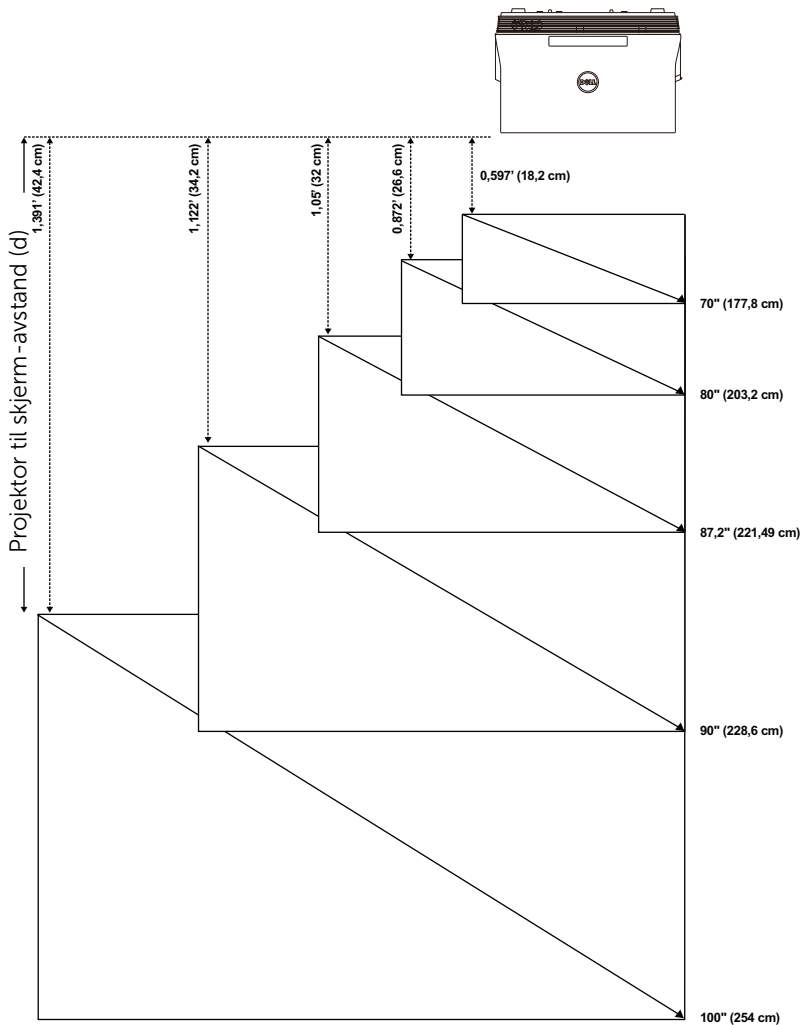 DELL
Projektor til skjerm-avstand (d)
1,391' (42,4 cm)
1,122' (34,2 cm)
1,05' (32 cm)
0,872' (26,6 cm)
0,597' (18,2 cm)
70" (177,8 cm)
80" (203,2 cm)
87,2" (221,49 cm)
90" (228,6 cm)
100" (254 cm)